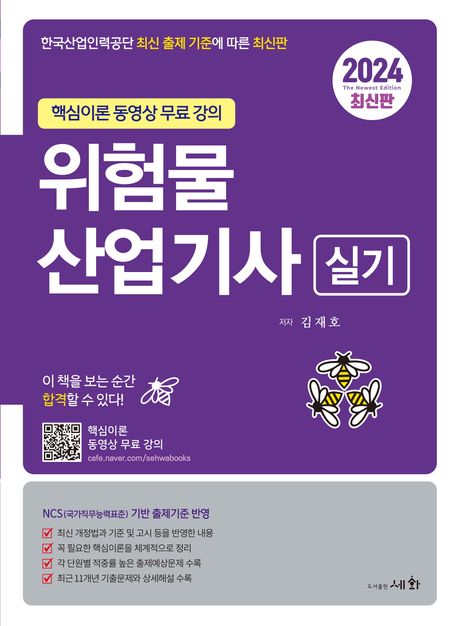 한국산업인력공단 최신 출제 기준에 따른 최신판
2024
The Newest Edition
최신판
핵심이론 동영상 무료 강의
위험물
산업기사 실기
저자 김재호
이 책을 보는 순간
합격할 수 있다!
핵심이론
동영상 무료 강의
cafe.naver.com/sehwabooks
NCS(국가직무능력표준) 기반 출제기준 반영
최신 개정법과 기준 및 고시 등을 반영한 내용
꼭 필요한 핵심이론을 체계적으로 정리
각 단원별 적중률 높은 출제예상문제 수록
최근 11개년 기출문제와 상세해설 수록
도서출판 세화